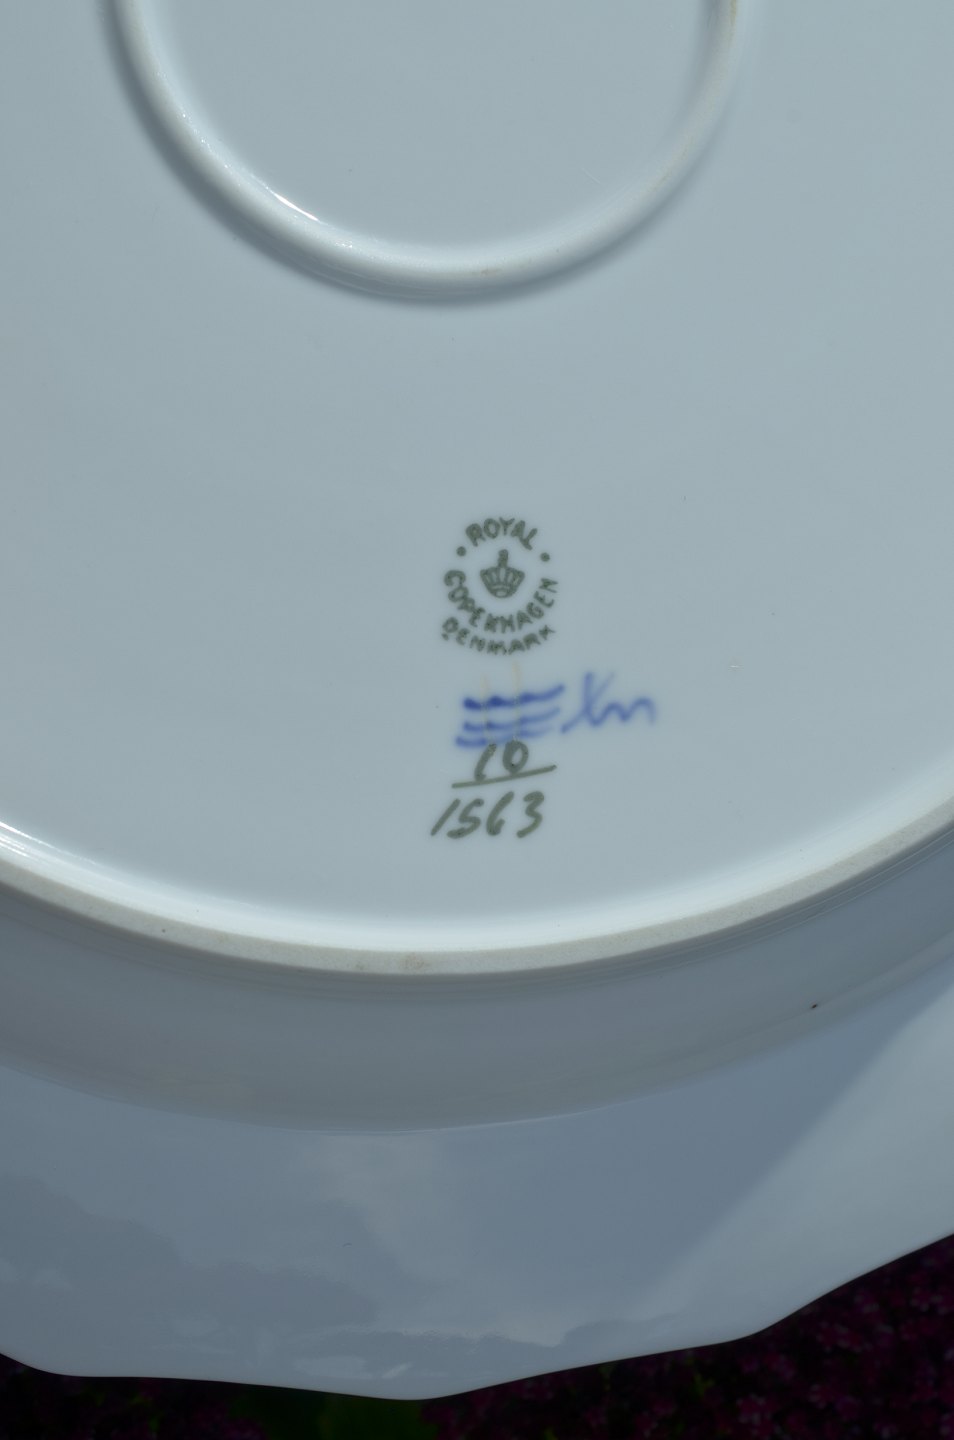 ROYAL
COPENHAGEN
DENMARK
10
1563